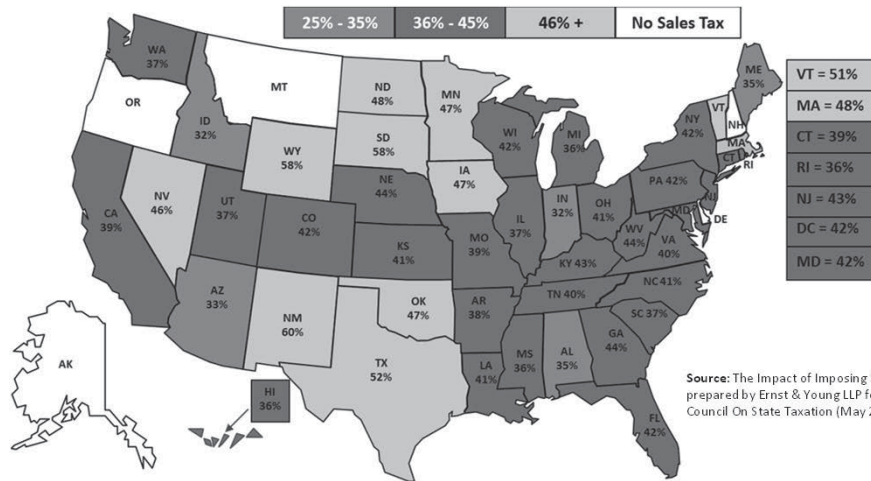 25% - 35%
36% - 45%
46% +
No Sales Tax
WA
37%
OR
MT
ID
32%
WY
58%
ND
48%
SD
58%
MN
47%
WI
42%
MI
36%
NY
42%
ME
35%
VT
NH
MA
CT
RI
NV
46%
UT
37%
CA
39%
CO
42%
NE
44%
KS
41%
IA
47%
MO
39%
IL
37%
IN
32%
OH
41%
PA 42%
NJ
MD
DE
WV
44%
VA
40%
KY 43%
NC 41%
TN 40%
SC 37%
AZ
33%
NM
60%
OK
47%
AR
38%
TX
52%
LA
41%
MS
36%
AL
35%
GA
44%
FL
42%
AK
HI
36%
VT = 51%
MA = 48%
CT = 39%
RI = 36%
NJ = 43%
DC = 42%
MD = 42%
Source: The Impact of Imposing
prepared by Ernst & Young LLP
Council On State Taxation (May